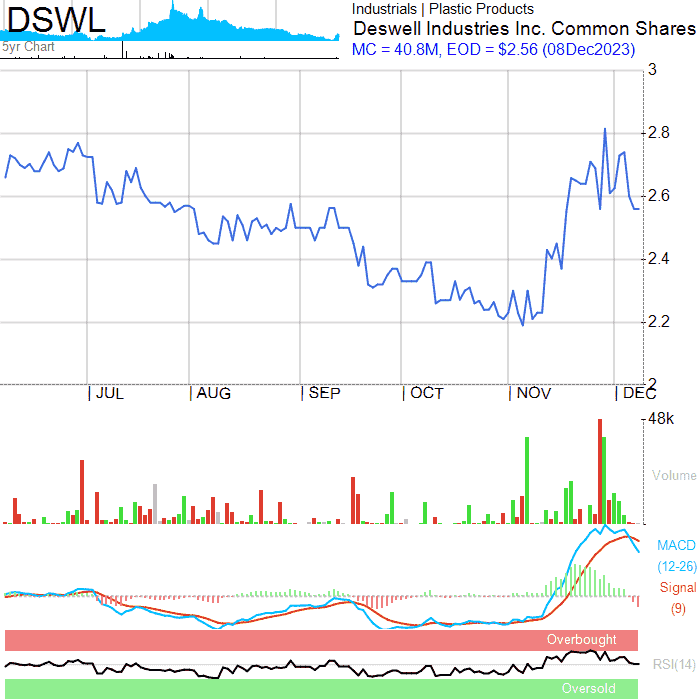 DSWL
5yr Chart
Industrials | Plastic Products
Deswell Industries Inc. Common Shares
MC = 40.8M, EOD = $2.56 (08Dec2023)
3
2.8
2.6
2.4
2.2
2
JUL AUG SEP OCT NOV DEC
48k
Volume
MACD
(12-26)
Signal
(9)
Overbought
RSI(14)
Oversold